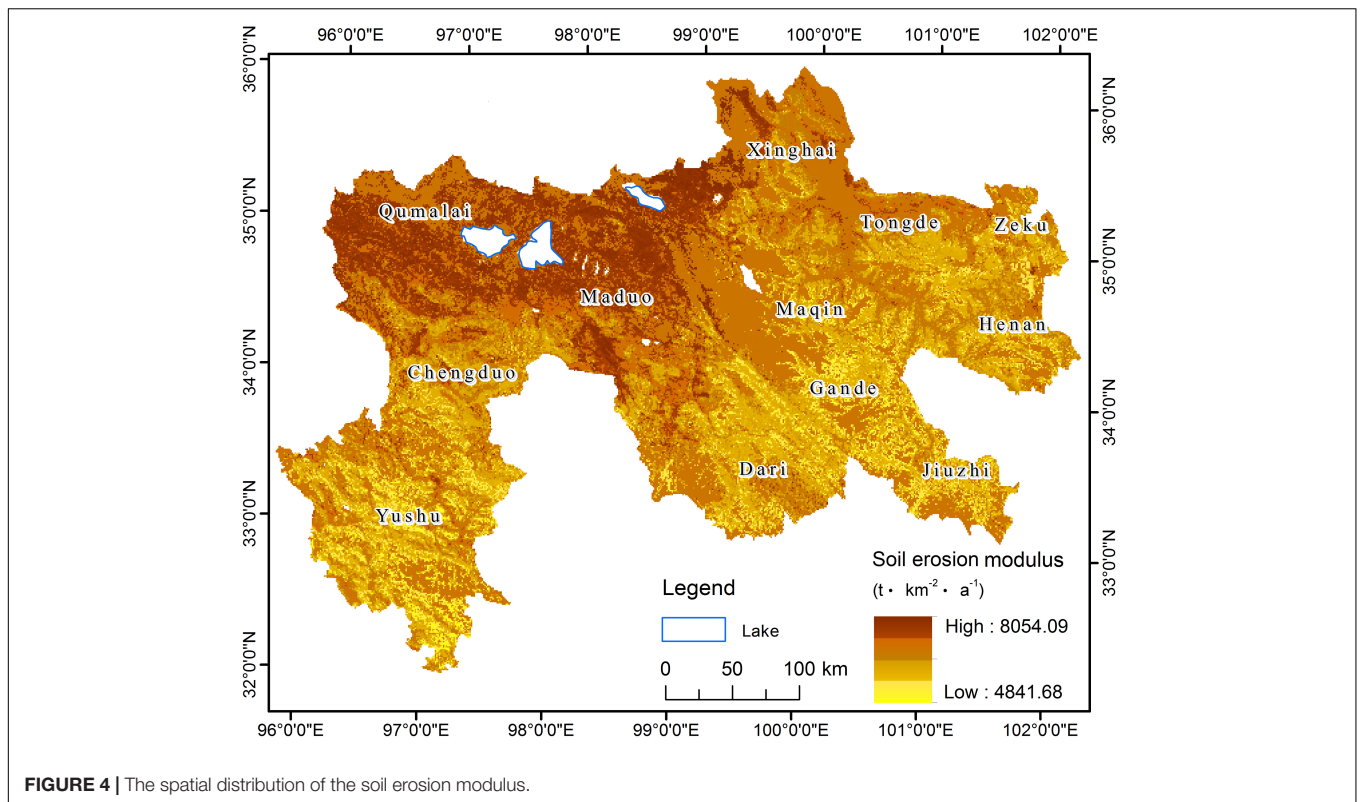 96°0'0"E 97°0'0"E 98°0'0"E 99°0'0"E 100°0'0"E 101°0'0"E 102°0'0"E
36°0'0"N
35°0'0"N
34°0'0"N
33°0'0"N
32°0'0"N
36°0'0"N
35°0'0"N
34°0'0"N
33°0'0"N
Xinghai
Qumalai
Tongde
Zeku
Maduo
Maqin
Henan
Chengduo
Gande
Dari
Jiuzhi
Yushu
Legend
Lake
0 50 100 km
Soil erosion modulus
(t · km⁻² · a⁻¹)
High : 8054.09
Low : 4841.68
96°0'0"E 97°0'0"E 98°0'0"E 99°0'0"E 100°0'0"E 101°0'0"E 102°0'0"E
FIGURE 4 | The spatial distribution of the soil erosion modulus.